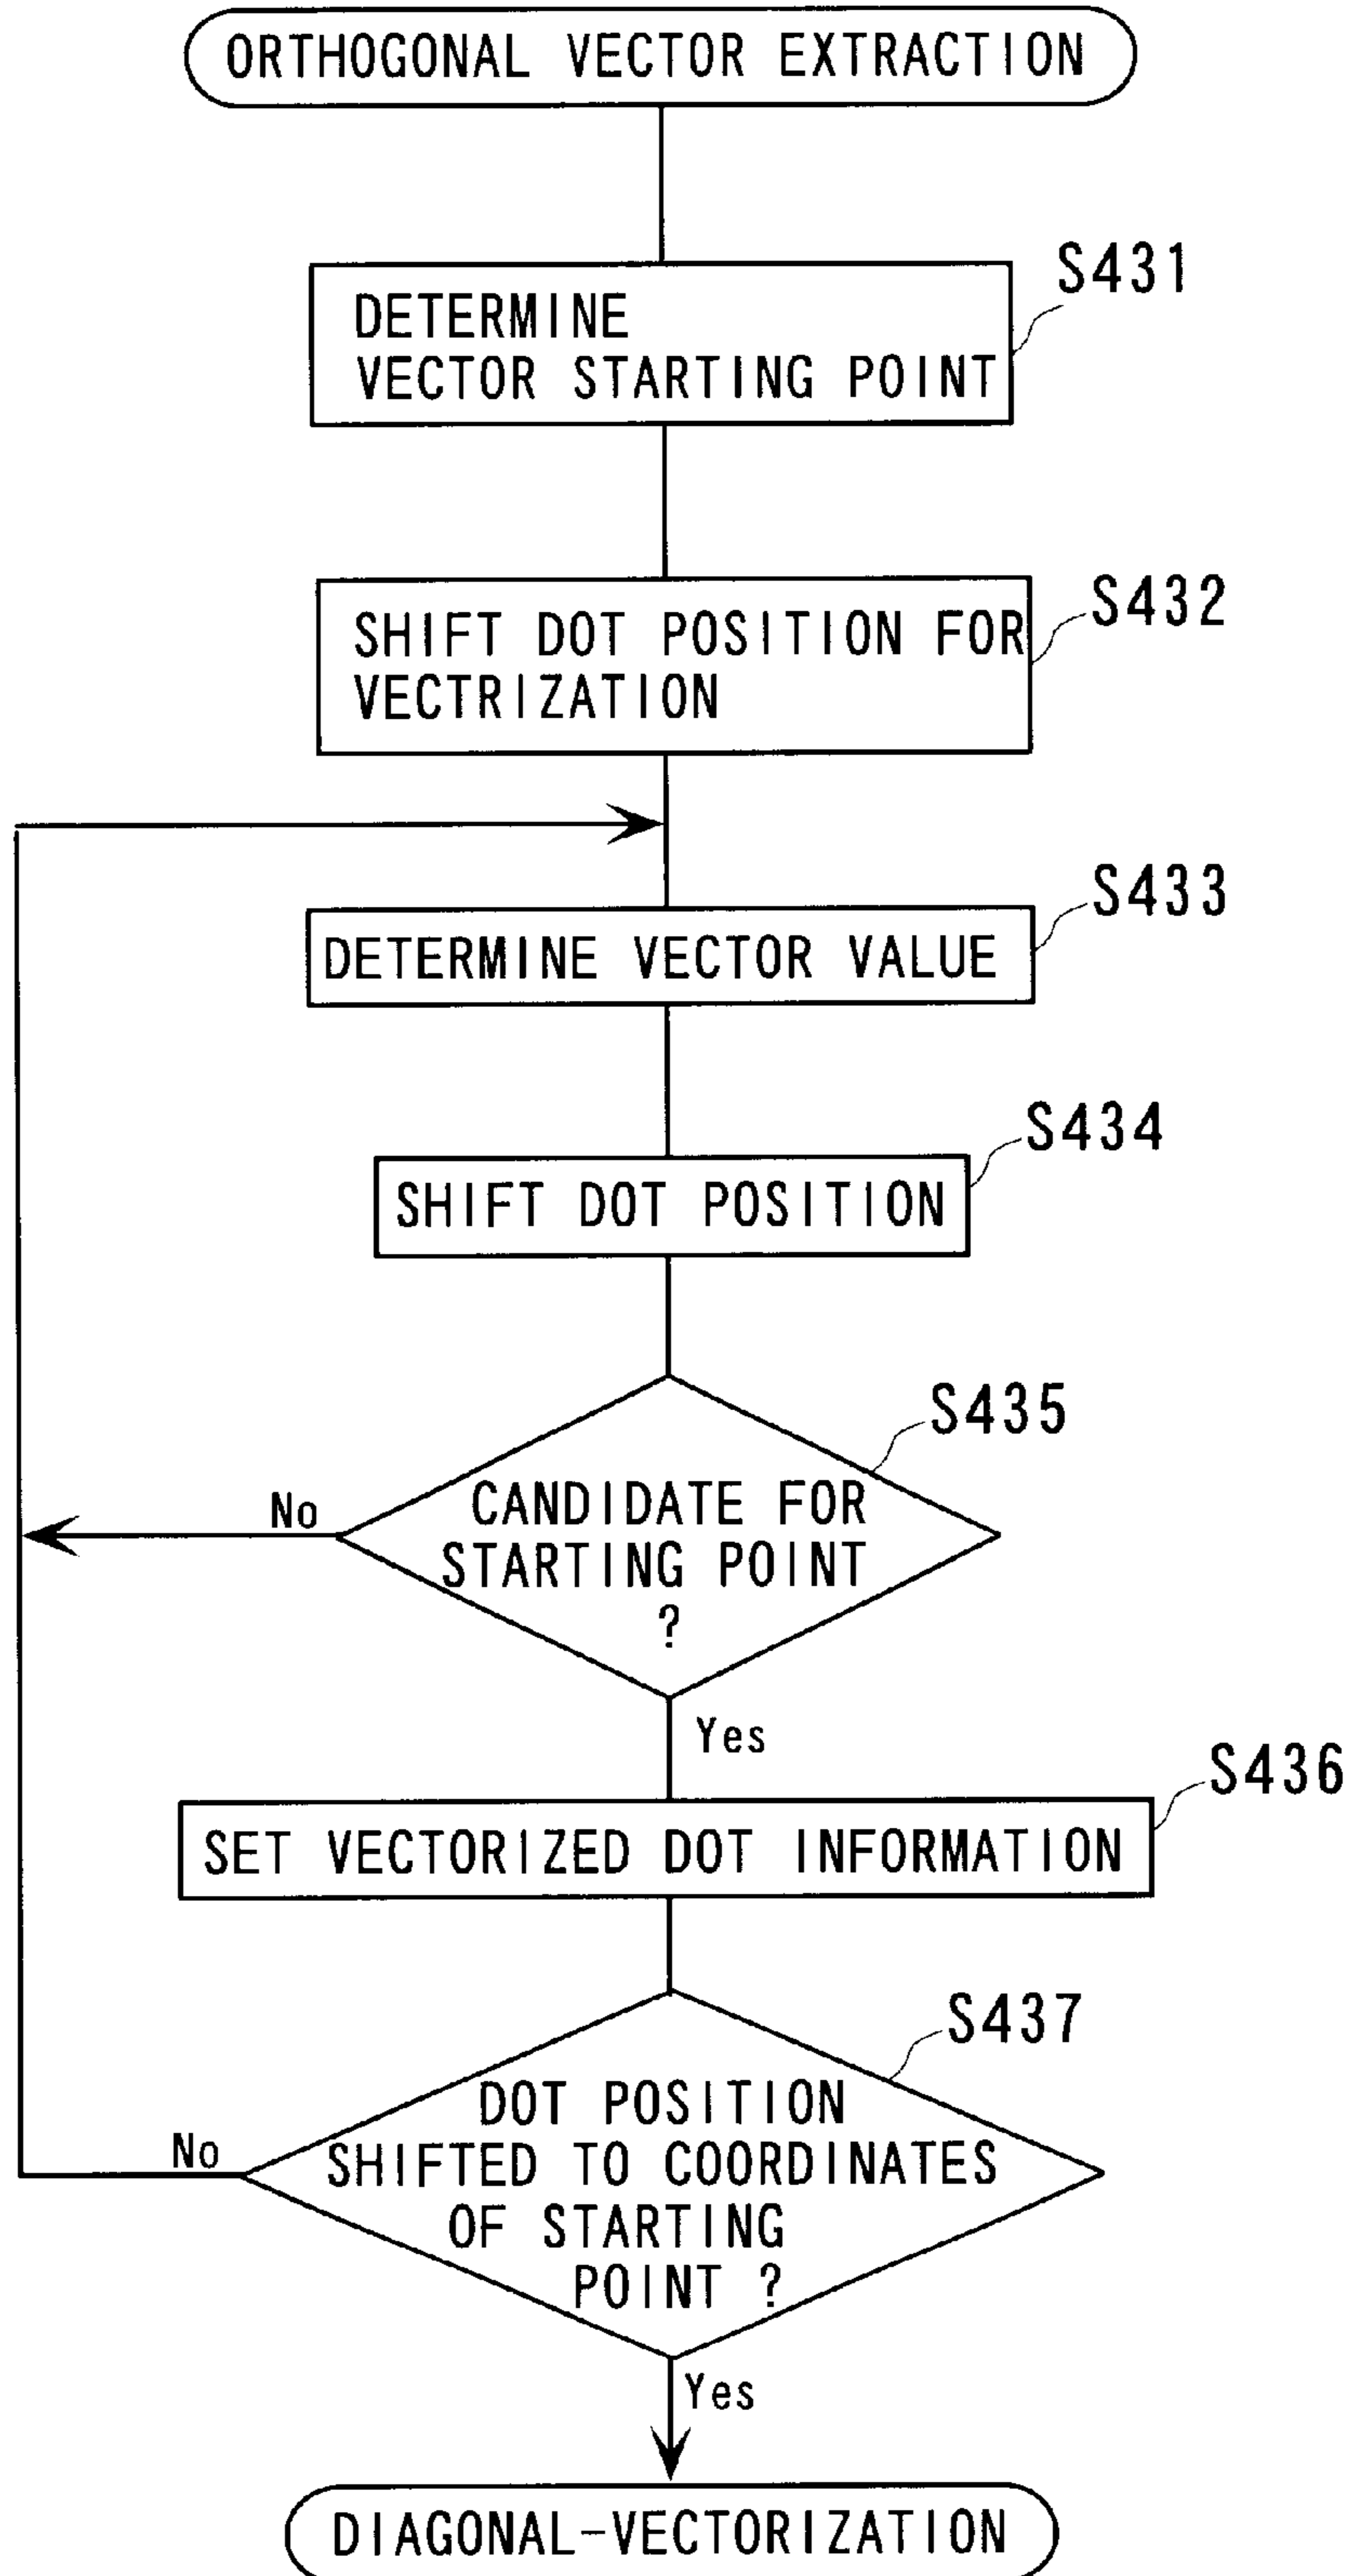 ORTHOGONAL VECTOR EXTRACTION
S431
DETERMINE
VECTOR STARTING POINT
S432
SHIFT DOT POSITION FOR
VECTRIZATION
S433
DETERMINE VECTOR VALUE
S434
SHIFT DOT POSITION
S435
CANDIDATE FOR
STARTING POINT
?
No
Yes
S436
SET VECTORIZED DOT INFORMATION
S437
DOT POSITION
SHIFTED TO COORDINATES
OF STARTING
POINT ?
No
Yes
DIAGONAL-VECTORIZATION